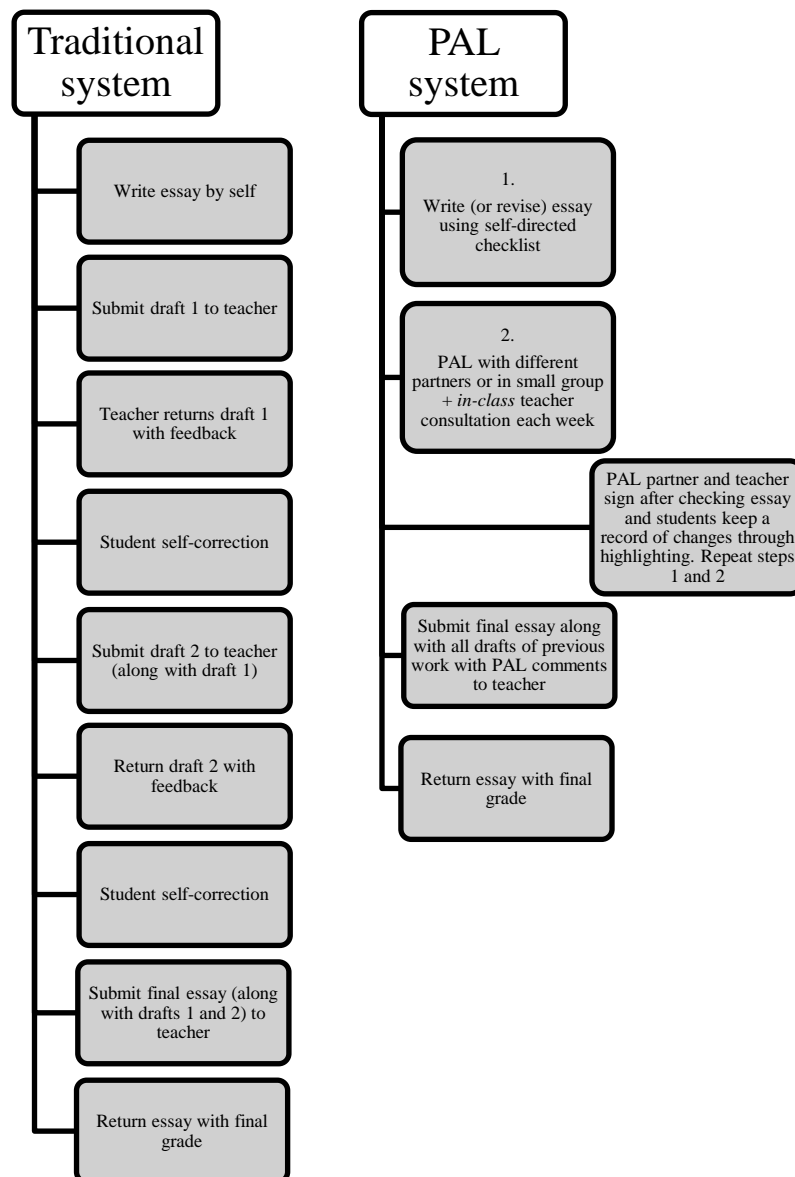 Traditional
system
Write essay by self
Submit draft 1 to teacher
Teacher returns draft 1
with feedback
Student self-correction
Submit draft 2 to teacher
(along with draft 1)
Return draft 2 with
feedback
Student self-correction
Submit final essay (along
with drafts 1 and 2) to
teacher
Return essay with final
grade
PAL
system
1.
Write (or revise) essay
using self-directed
checklist
2.
PAL with different
partners or in small group
+ in-class teacher
consultation each week
PAL partner and teacher
sign after checking essay
and students keep a
record of changes through
highlighting. Repeat steps
1 and 2
Submit final essay along
with all drafts of previous
work with PAL comments
to teacher
Return essay with final
grade